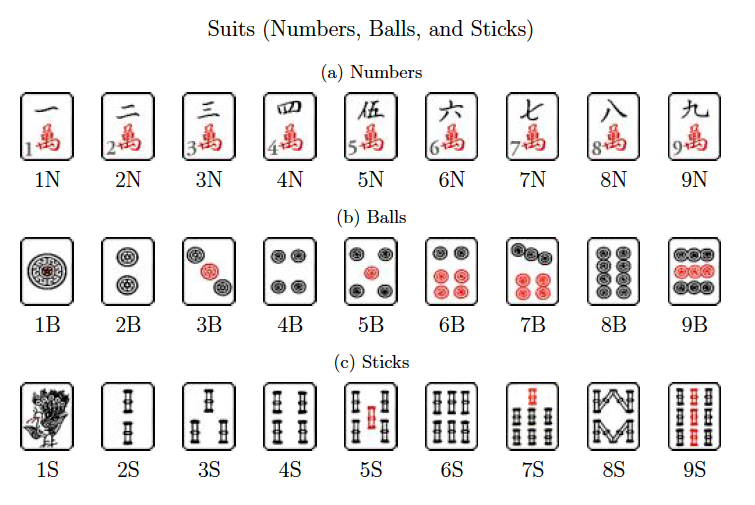 Suits (Numbers, Balls, and Sticks)
(a) Numbers
一 二 三 四 伍 六 七 八 九
萬 萬 萬 萬 萬 萬 萬 萬 萬
1 2 3 4 5 6 7 8 9
1N 2N 3N 4N 5N 6N 7N 8N 9N
(b) Balls
1B 2B 3B 4B 5B 6B 7B 8B 9B
(c) Sticks
1S 2S 3S 4S 5S 6S 7S 8S 9S